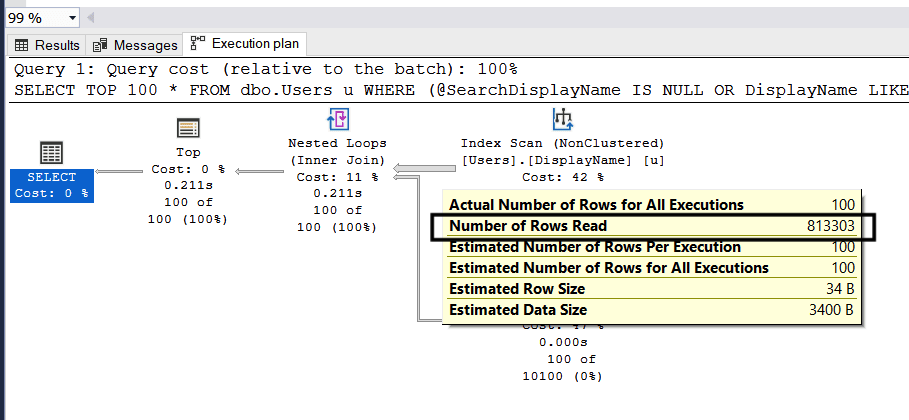 99 %
Results Messages Execution plan
Query 1: Query cost (relative to the batch): 100%
SELECT TOP 100 * FROM dbo.Users u WHERE (@SearchDisplayName IS NULL OR DisplayName LIKE
SELECT
Cost: 0 %
Top
Cost: 0 %
0.211s
100 of
100 (100%)
Nested Loops
(Inner Join)
Cost: 11 %
0.211s
100 of
100 (100%)
Index Scan (NonClustered)
[Users].[DisplayName] [u]
Cost: 42 %
Actual Number of Rows for All Executions 100
Number of Rows Read 813303
Estimated Number of Rows Per Execution 100
Estimated Number of Rows for All Executions 100
Estimated Row Size 34 B
Estimated Data Size 3400 B
Cost: 47 %
0.000s
100 of
10100 (0%)